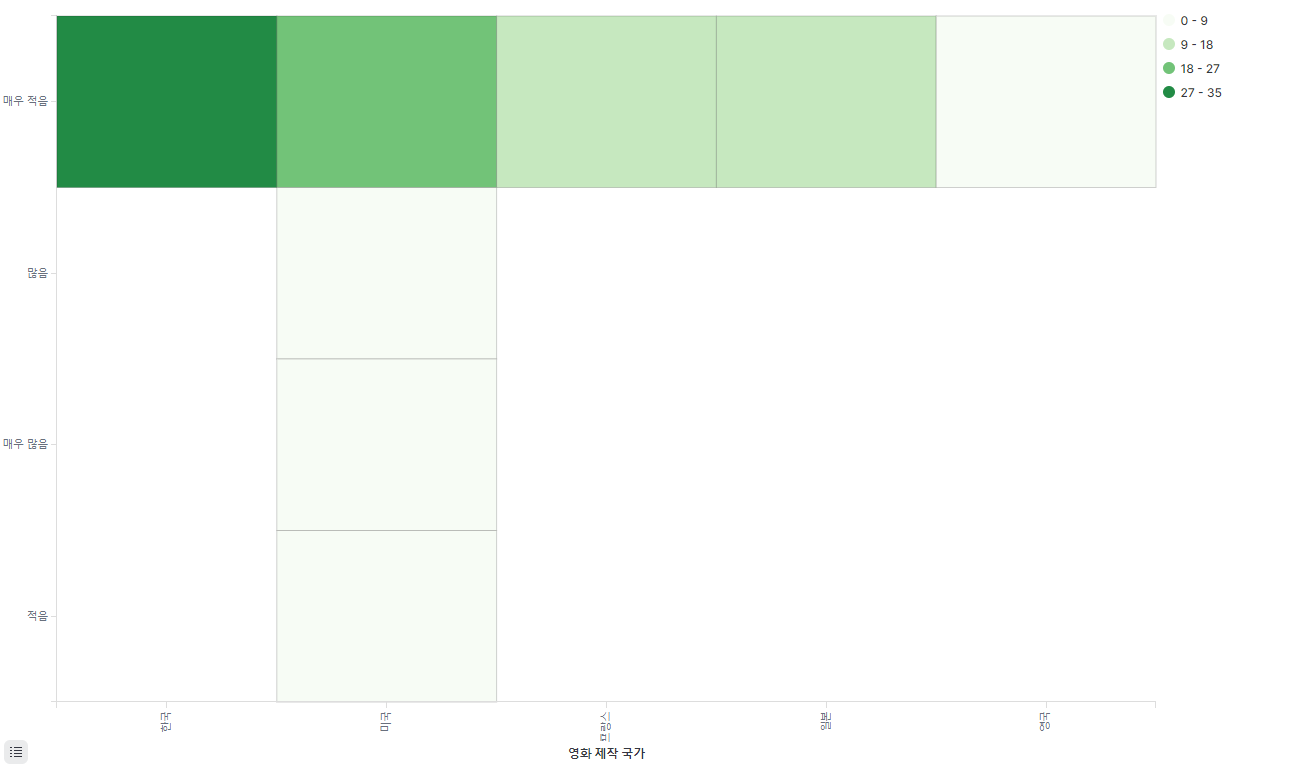 0 - 9
9 - 18
18 - 27
27 - 35
매우 적음
많음
매우 많음
적음
한국
미국
프랑스
일본
영국
영화 제작 국가